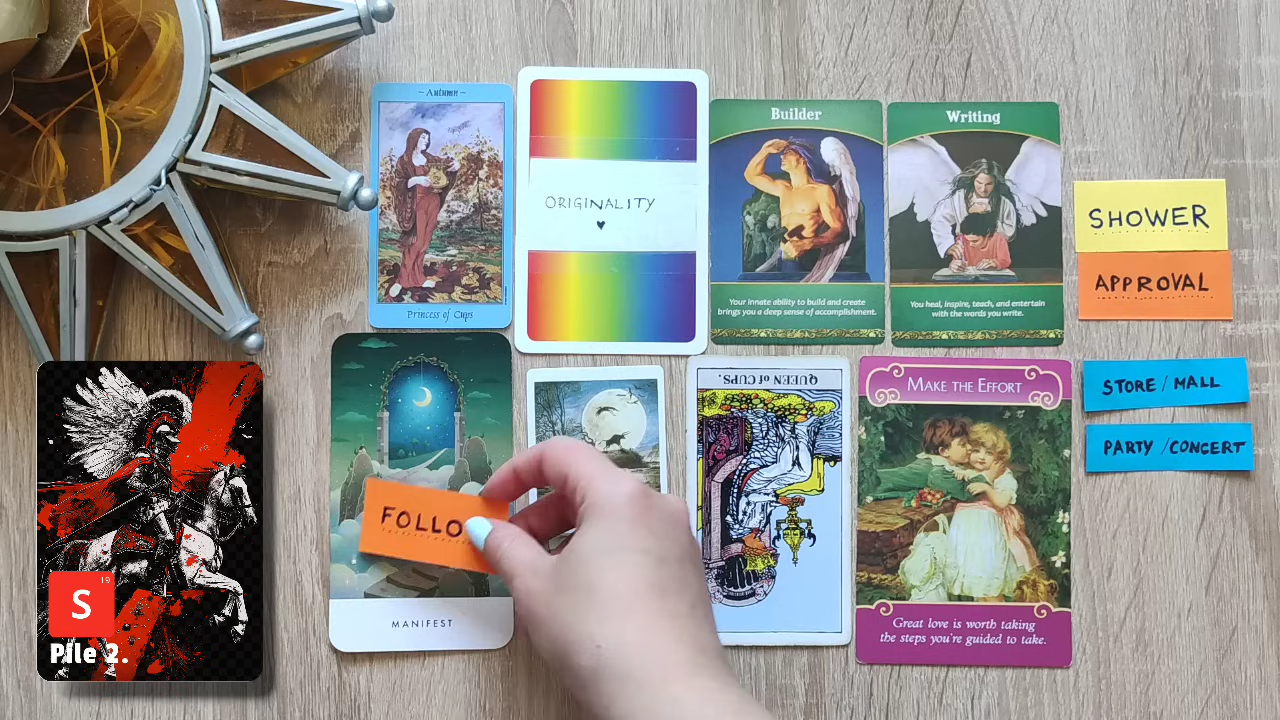 ~ Autumn ~
Princess of Cups
ORIGINALITY
♥
Builder
Your innate ability to build and create
brings you a deep sense of accomplishment.
Writing
You heal, inspire, teach, and entertain
with the words you write.
SHOWER
APPROVAL
STORE / MALL
PARTY / CONCERT
FOLLO
MANIFEST
QUEEN of CUPS.
MAKE THE EFFORT
Great love is worth taking
the steps you're guided to take.
19
S
Pile 2.